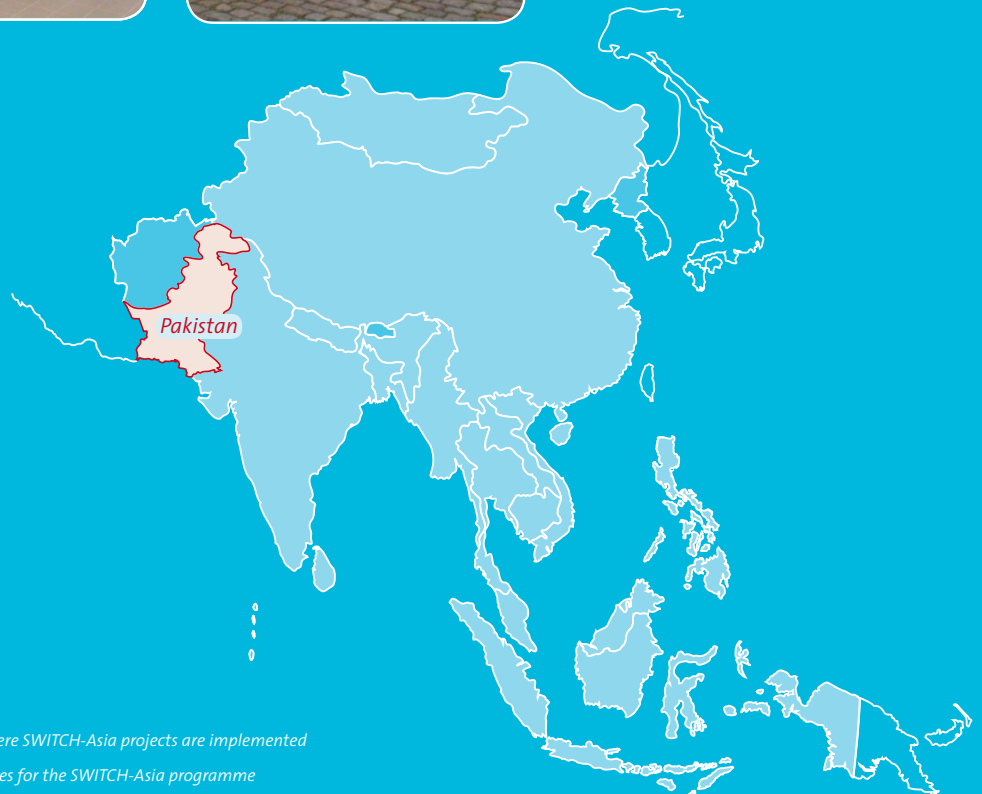 Pakistan
ere SWITCH-Asia projects are implemented
es for the SWITCH-Asia programme